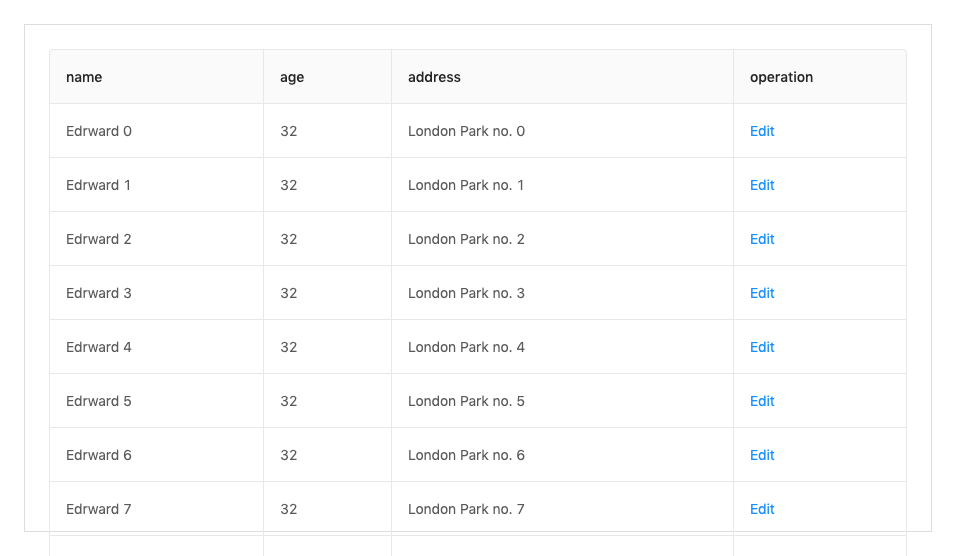 name age address operation
Edrward 0 32 London Park no. 0 Edit
Edrward 1 32 London Park no. 1 Edit
Edrward 2 32 London Park no. 2 Edit
Edrward 3 32 London Park no. 3 Edit
Edrward 4 32 London Park no. 4 Edit
Edrward 5 32 London Park no. 5 Edit
Edrward 6 32 London Park no. 6 Edit
Edrward 7 32 London Park no. 7 Edit